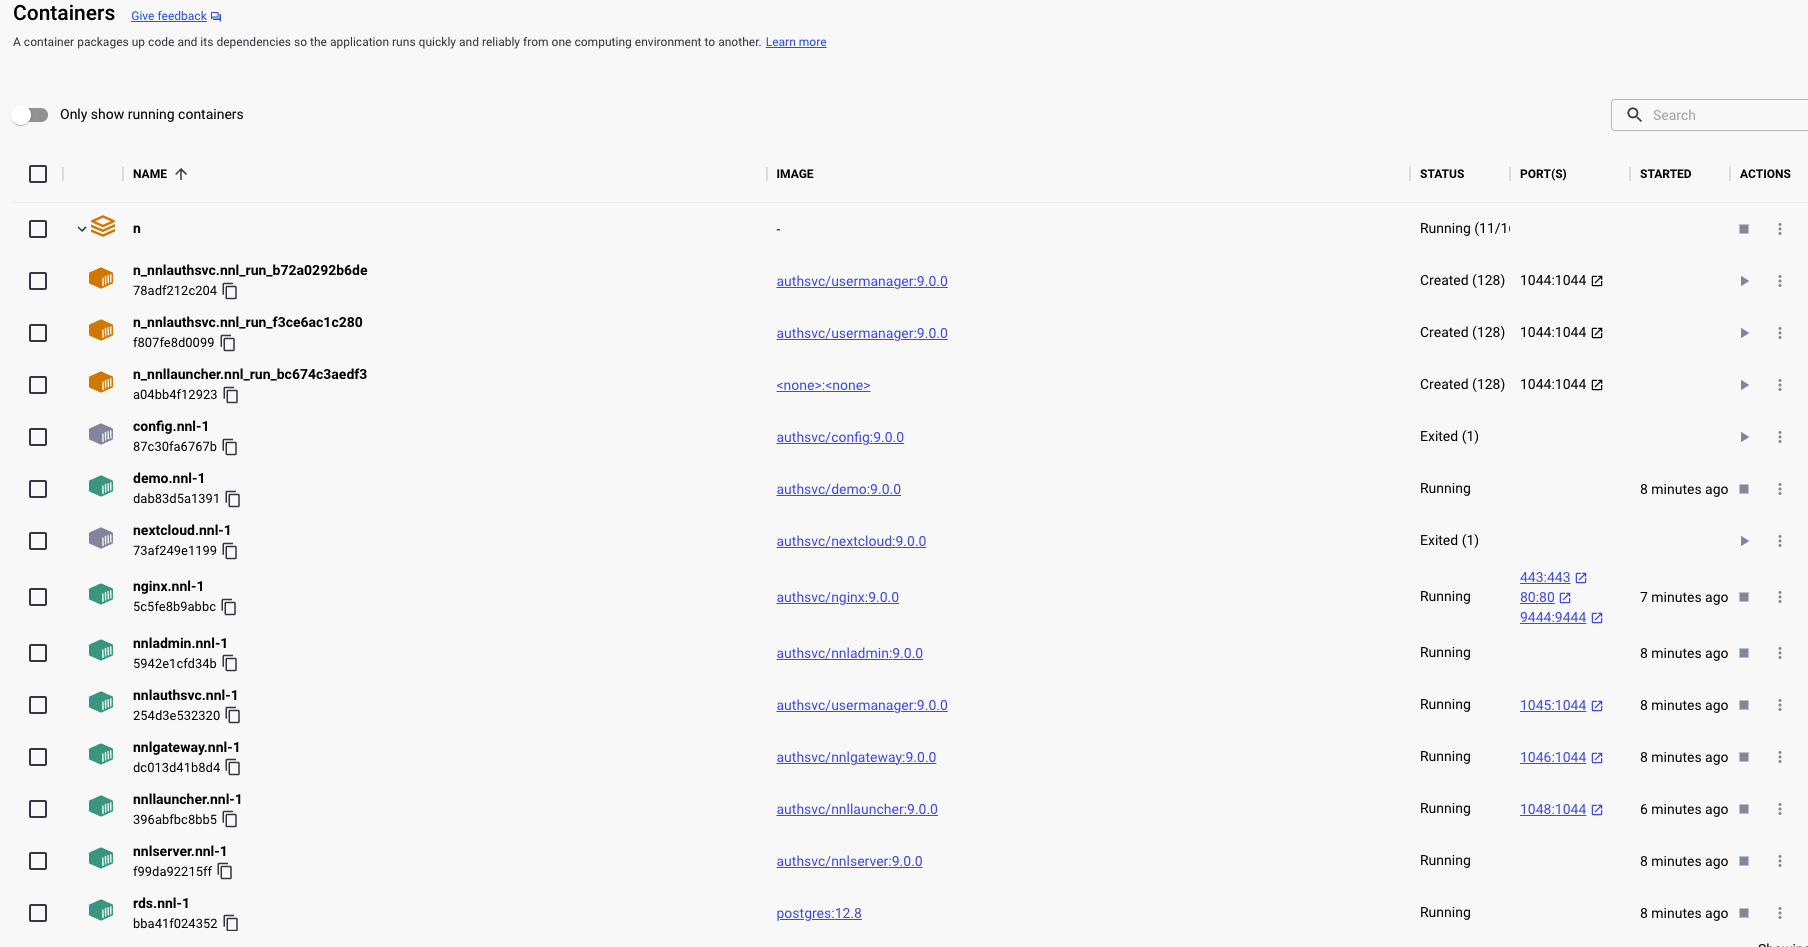 Containers Give feedback
A container packages up code and its dependencies so the application runs quickly and reliably from one computing environment to another. Learn more
Only show running containers
Search
NAME IMAGE STATUS PORT(S) STARTED ACTIONS
n - Running (11/1
n_nnlauthsvc.nnl_run_b72a0292b6de
78adf212c204 authsvc/usermanager:9.0.0 Created (128) 1044:1044
n_nnlauthsvc.nnl_run_f3ce6ac1c280
f807fe8d0099 authsvc/usermanager:9.0.0 Created (128) 1044:1044
n_nnllauncher.nnl_run_bc674c3aedf3
a04bb4f12923 <none>:<none> Created (128) 1044:1044
config.nnl-1
87c30fa6767b authsvc/config:9.0.0 Exited (1)
demo.nnl-1
dab83d5a1391 authsvc/demo:9.0.0 Running 8 minutes ago
nextcloud.nnl-1
73af249e1199 authsvc/nextcloud:9.0.0 Exited (1)
nginx.nnl-1
5c5fe8b9abbc authsvc/nginx:9.0.0 Running 443:443
80:80 7 minutes ago
9444:9444
nnladmin.nnl-1
5942e1cfd34b authsvc/nnladmin:9.0.0 Running 8 minutes ago
nnlauthsvc.nnl-1
254d3e532320 authsvc/usermanager:9.0.0 Running 1045:1044 8 minutes ago
nnlgateway.nnl-1
dc013d41b8d4 authsvc/nnlgateway:9.0.0 Running 1046:1044 8 minutes ago
nnllauncher.nnl-1
396abfbc8bb5 authsvc/nnllauncher:9.0.0 Running 1048:1044 6 minutes ago
nnlserver.nnl-1
f99da92215ff authsvc/nnlserver:9.0.0 Running 8 minutes ago
rds.nnl-1
bba41f024352 postgres:12.8 Running 8 minutes ago